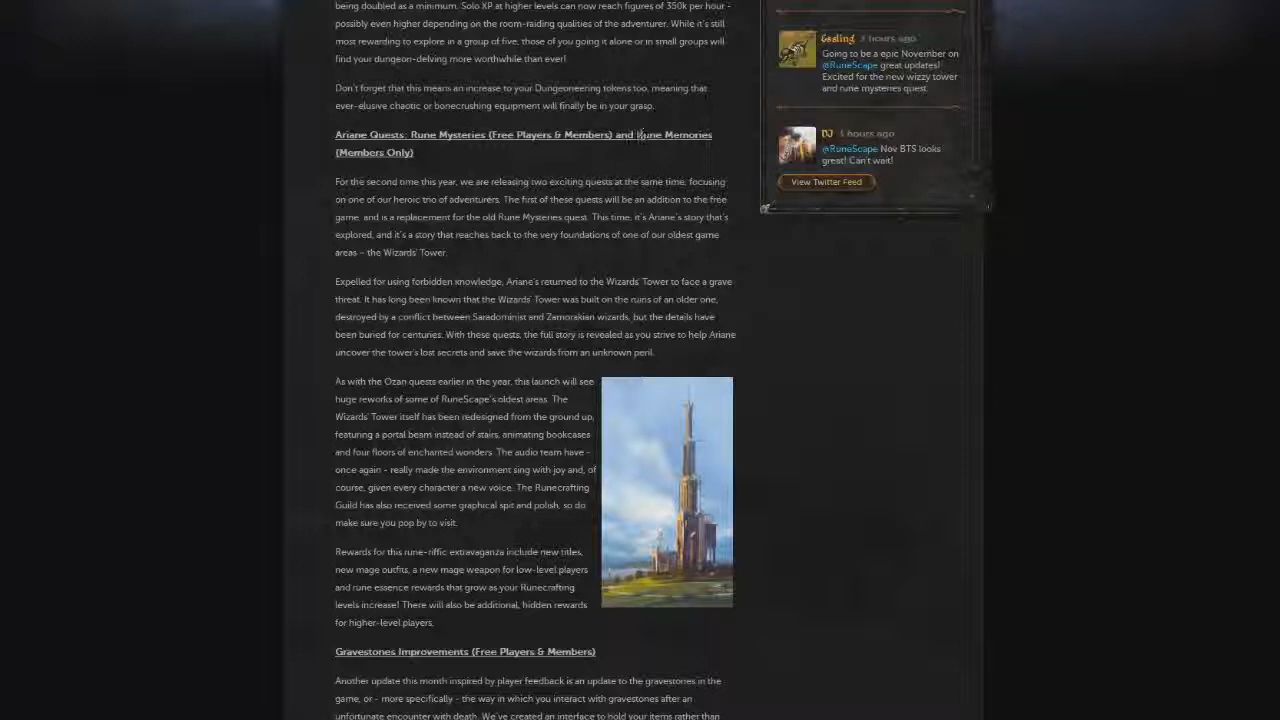 being doubled as a minimum. Solo XP at higher levels can now reach figures of 350k per hour -
possibly even higher depending on the room-raiding qualities of the adventurer. While it's still
most rewarding to explore in a group of five, those of you going it alone or in small groups will
find your dungeon-delving more worthwhile than ever!
Don't forget that this means an increase to your Dungeoneering tokens too, meaning that
ever-elusive chaotic or bonecrushing equipment will finally be in your grasp.
Ariane Quests: Rune Mysteries (Free Players & Members) and Rune Memories
(Members Only)
For the second time this year, we are releasing two exciting quests at the same time, focusing
on one of our heroic trio of adventurers. The first of these quests will be an addition to the free
game, and is a replacement for the old Rune Mysteries quest. This time, it's Ariane's story that's
explored, and it's a story that reaches back to the very foundations of one of our oldest game
areas – the Wizards' Tower.
Expelled for using forbidden knowledge, Ariane's returned to the Wizards' Tower to face a grave
threat. It has long been known that the Wizards' Tower was built on the ruins of an older one,
destroyed by a conflict between Saradominist and Zamorakian wizards, but the details have
been buried for centuries. With these quests, the full story is revealed as you strive to help Ariane
uncover the tower's lost secrets and save the wizards from an unknown peril.
As with the Ozan quests earlier in the year, this launch will see
huge reworks of some of RuneScape's oldest areas. The
Wizards' Tower itself has been redesigned from the ground up,
featuring a portal beam instead of stairs, animating bookcases
and four floors of enchanted wonders. The audio team have -
once again - really made the environment sing with joy and, of
course, given every character a new voice. The Runecrafting
Guild has also received some graphical spit and polish, so do
make sure you pop by to visit.
Rewards for this rune-riffic extravaganza include new titles,
new mage outfits, a new mage weapon for low-level players
and rune essence rewards that grow as your Runecrafting
levels increase! There will also be additional, hidden rewards
for higher-level players.
Gravestones Improvements (Free Players & Members)
Another update this month inspired by player feedback is an update to the gravestones in the
game, or - more specifically - the way in which you interact with gravestones after an
unfortunate encounter with death. We've created an interface to hold your items rather than
3 hours ago
Going to be a epic November on
@RuneScape great updates!
Excited for the new wizzy tower
and rune mysteries quest.
DJ 3 hours ago
@RuneScape Nov BTS looks
great! Can't wait!
View Twitter Feed